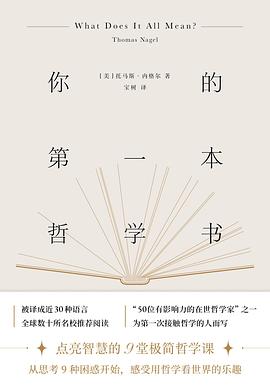 What Does It All Mean?
Thomas Nagel
[美]托马斯·内格尔 著
宝树 译
你的
第一本
哲学书
被译成近30种语言
全球数十所名校推荐阅读
“50位有影响力的在世哲学家”之一
为第一次接触哲学的人而写
点亮智慧的9堂极简哲学课
从思考9种困惑开始，感受用哲学看世界的乐趣